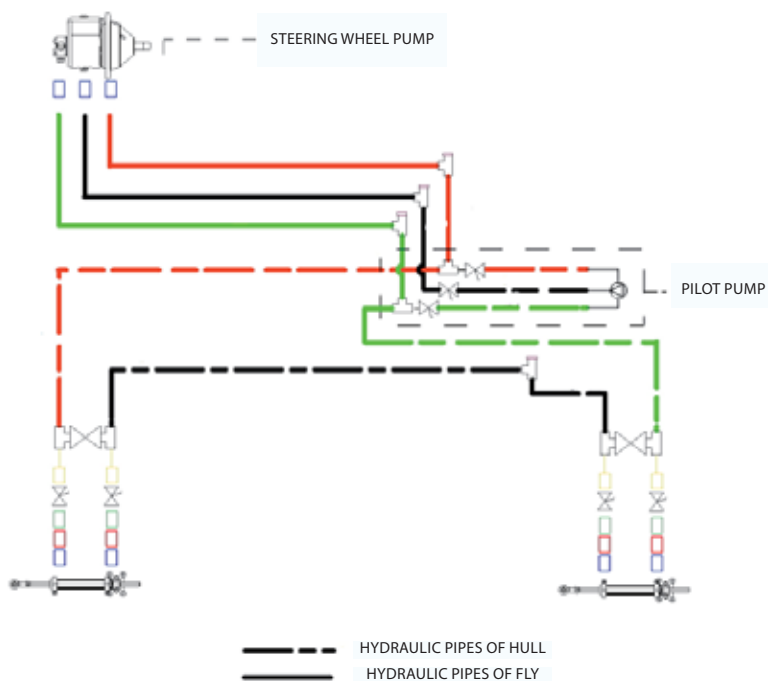 STEERING WHEEL PUMP
PILOT PUMP
HYDRAULIC PIPES OF HULL
HYDRAULIC PIPES OF FLY